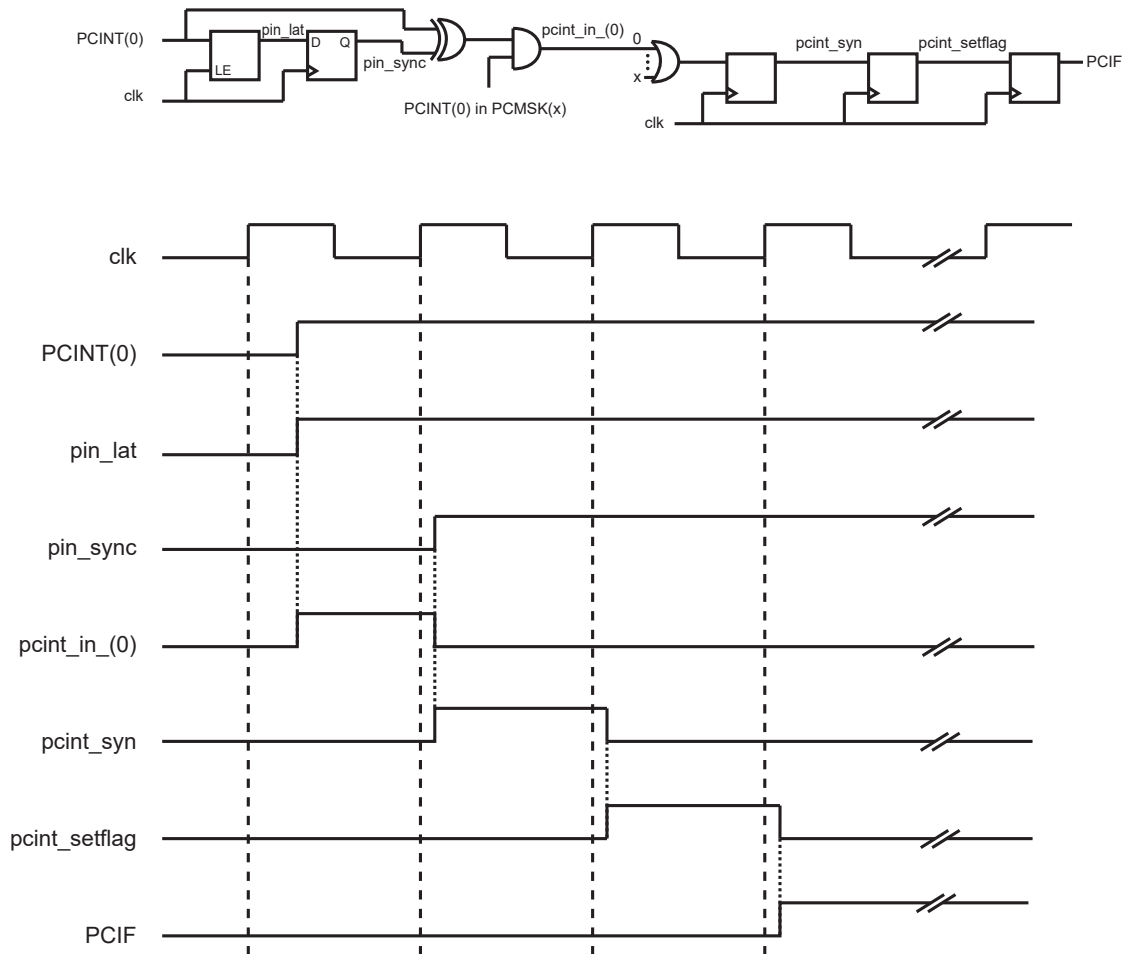 PCINT(0)
LE
pin_lat
D Q
pin_sync
clk
PCINT(0) in PCMSK(x)
pcint_in_(0)
0
x
clk
pcint_syn
pcint_setflag
PCIF
clk
PCINT(0)
pin_lat
pin_sync
pcint_in_(0)
pcint_syn
pcint_setflag
PCIF